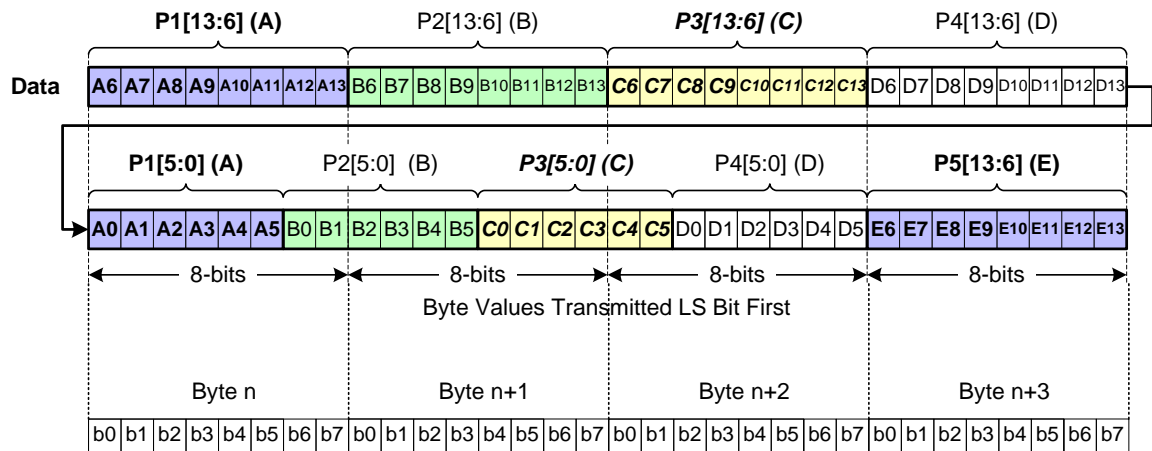 P1[13:6] (A) P2[13:6] (B) P3[13:6] (C) P4[13:6] (D)
Data A6 A7 A8 A9 A10 A11 A12 A13 B6 B7 B8 B9 B10 B11 B12 B13 C6 C7 C8 C9 C10 C11 C12 C13 D6 D7 D8 D9 D10 D11 D12 D13
P1[5:0] (A) P2[5:0] (B) P3[5:0] (C) P4[5:0] (D) P5[13:6] (E)
A0 A1 A2 A3 A4 A5 B0 B1 B2 B3 B4 B5 C0 C1 C2 C3 C4 C5 D0 D1 D2 D3 D4 D5 E6 E7 E8 E9 E10 E11 E12 E13
8-bits 8-bits 8-bits 8-bits
Byte Values Transmitted LS Bit First
Byte n Byte n+1 Byte n+2 Byte n+3
b0 b1 b2 b3 b4 b5 b6 b7 b0 b1 b2 b3 b4 b5 b6 b7 b0 b1 b2 b3 b4 b5 b6 b7 b0 b1 b2 b3 b4 b5 b6 b7